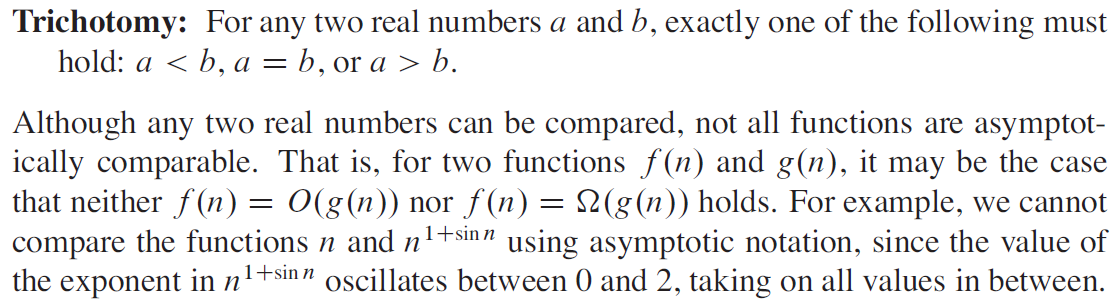 Trichotomy: For any two real numbers a and b, exactly one of the following must
hold: a < b, a = b, or a > b.
Although any two real numbers can be compared, not all functions are asymptot-
ically comparable. That is, for two functions f(n) and g(n), it may be the case
that neither f(n) = O(g(n)) nor f(n) = Ω(g(n)) holds. For example, we cannot
compare the functions n and n^{1+sin n} using asymptotic notation, since the value of
the exponent in n^{1+sin n} oscillates between 0 and 2, taking on all values in between.